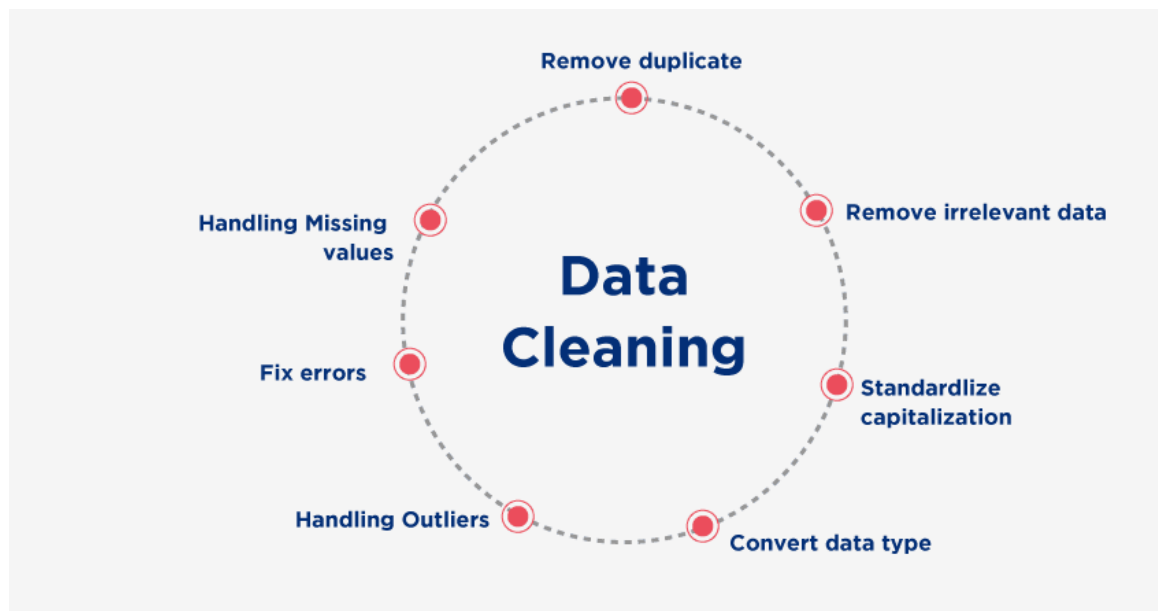 Remove duplicate
Remove irrelevant data
Standardlize
capitalization
Convert data type
Handling Outliers
Fix errors
Handling Missing
values
Data
Cleaning